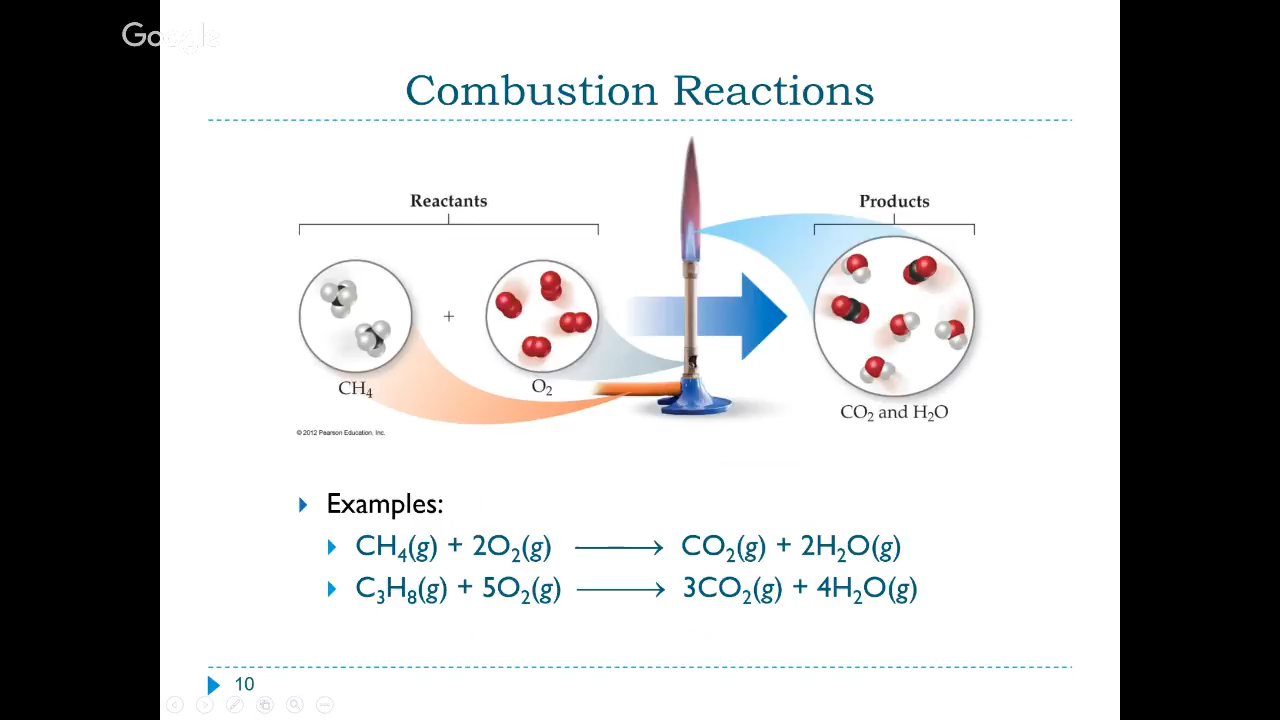 Google
Combustion Reactions
Reactants
Products
+
CH₄
O₂
CO₂ and H₂O
© 2012 Pearson Education, Inc.
Examples:
CH₄(g) + 2O₂(g) ⟶ CO₂(g) + 2H₂O(g)
C₃H₈(g) + 5O₂(g) ⟶ 3CO₂(g) + 4H₂O(g)
10